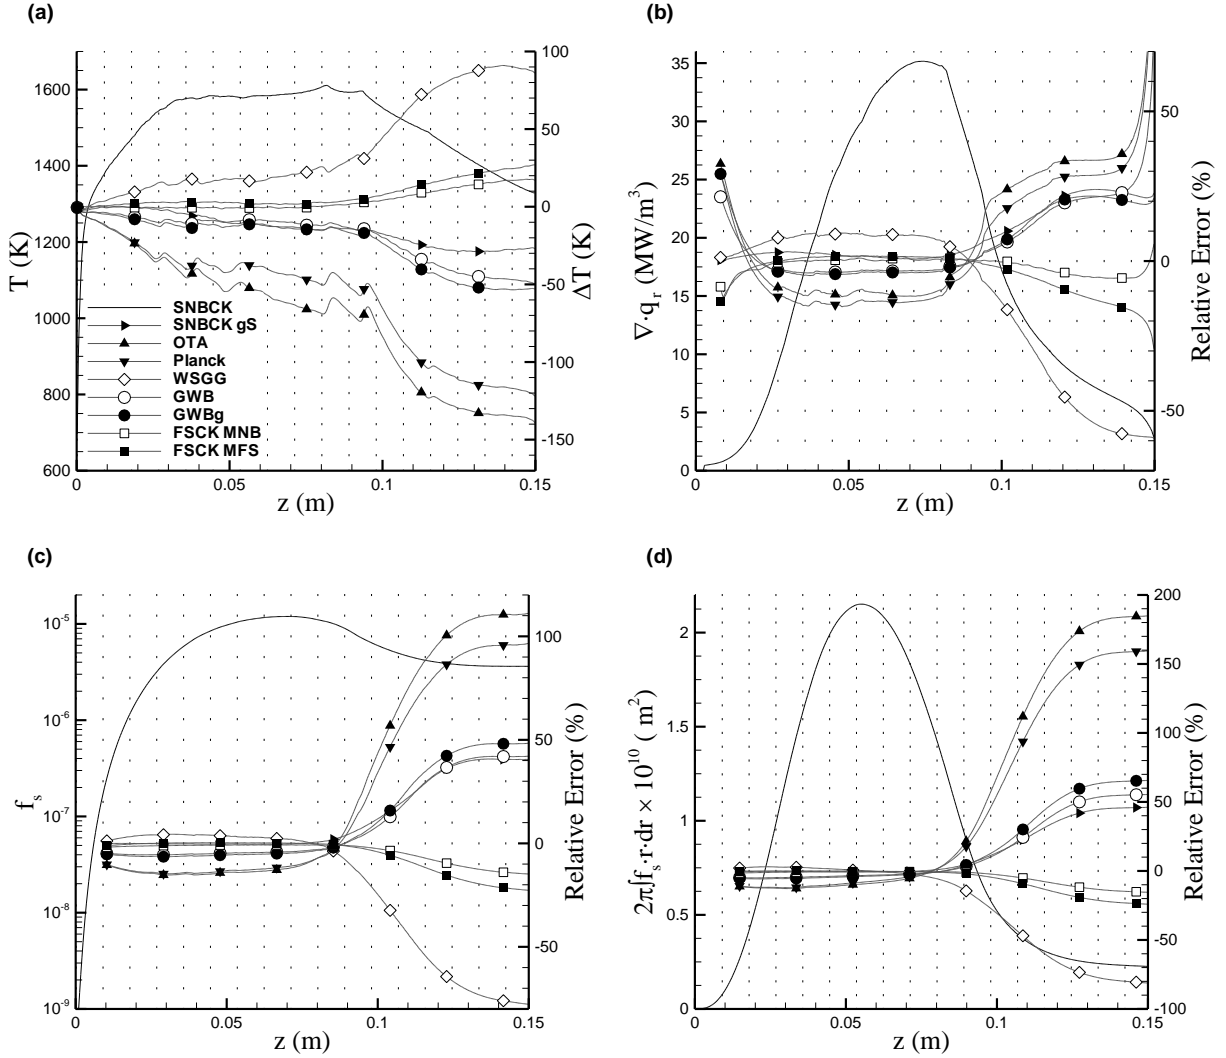 (a)
1600
1400
1200
1000
800
600
T (K)
100
50
0
-50
-100
-150
ΔT (K)
0
0.05
0.1
0.15
z (m)
SNBCK
SNBCK gS
OTA
Planck
WSGG
GWB
GWBg
FSCK MNB
FSCK MFS
(b)
35
30
25
20
15
10
5
0
∇·q_r (MW/m^3)
50
0
-50
Relative Error (%)
0
0.05
0.1
0.15
z (m)
(c)
10^-5
10^-6
10^-7
10^-8
10^-9
f_s
100
50
0
-50
Relative Error (%)
0
0.05
0.1
0.15
z (m)
(d)
2
1.5
1
0.5
0
2π∫f_s·r·dr × 10^10 ( m^2)
200
150
100
50
0
-50
-100
Relative Error (%)
0
0.05
0.1
0.15
z (m)